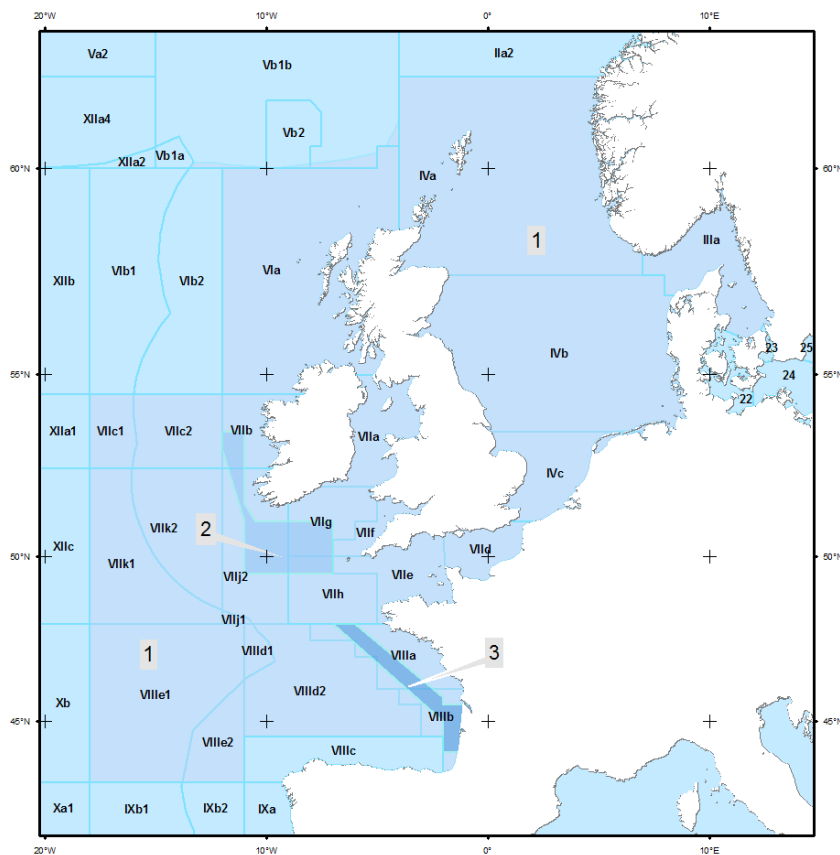 20°W 10°W 0° 10°E
Va2
Vb1b
IIa2
XIIa4
Vb2
Vb1a
XIIa2
60°N 60°N
IVa
1
IIIa
VIa
XIIb
VIb1
VIb2
IVb
23
25
55°N 55°N
24
22
XIIa1
VIIc1
VIIc2
VIIb
VIIa
IVc
VIIg
VIIk2
2
VIIf
XIIc
VIId
50°N 50°N
VIIk1
VIIj2
VIIe
VIIh
VIIj1
VIIId1
1
VIIIa
3
Xb
VIIIe1
VIIId2
VIIIb
45°N 45°N
VIIIe2
VIIIc
Xa1
IXb1
IXb2
IXa
20°W 10°W 0° 10°E